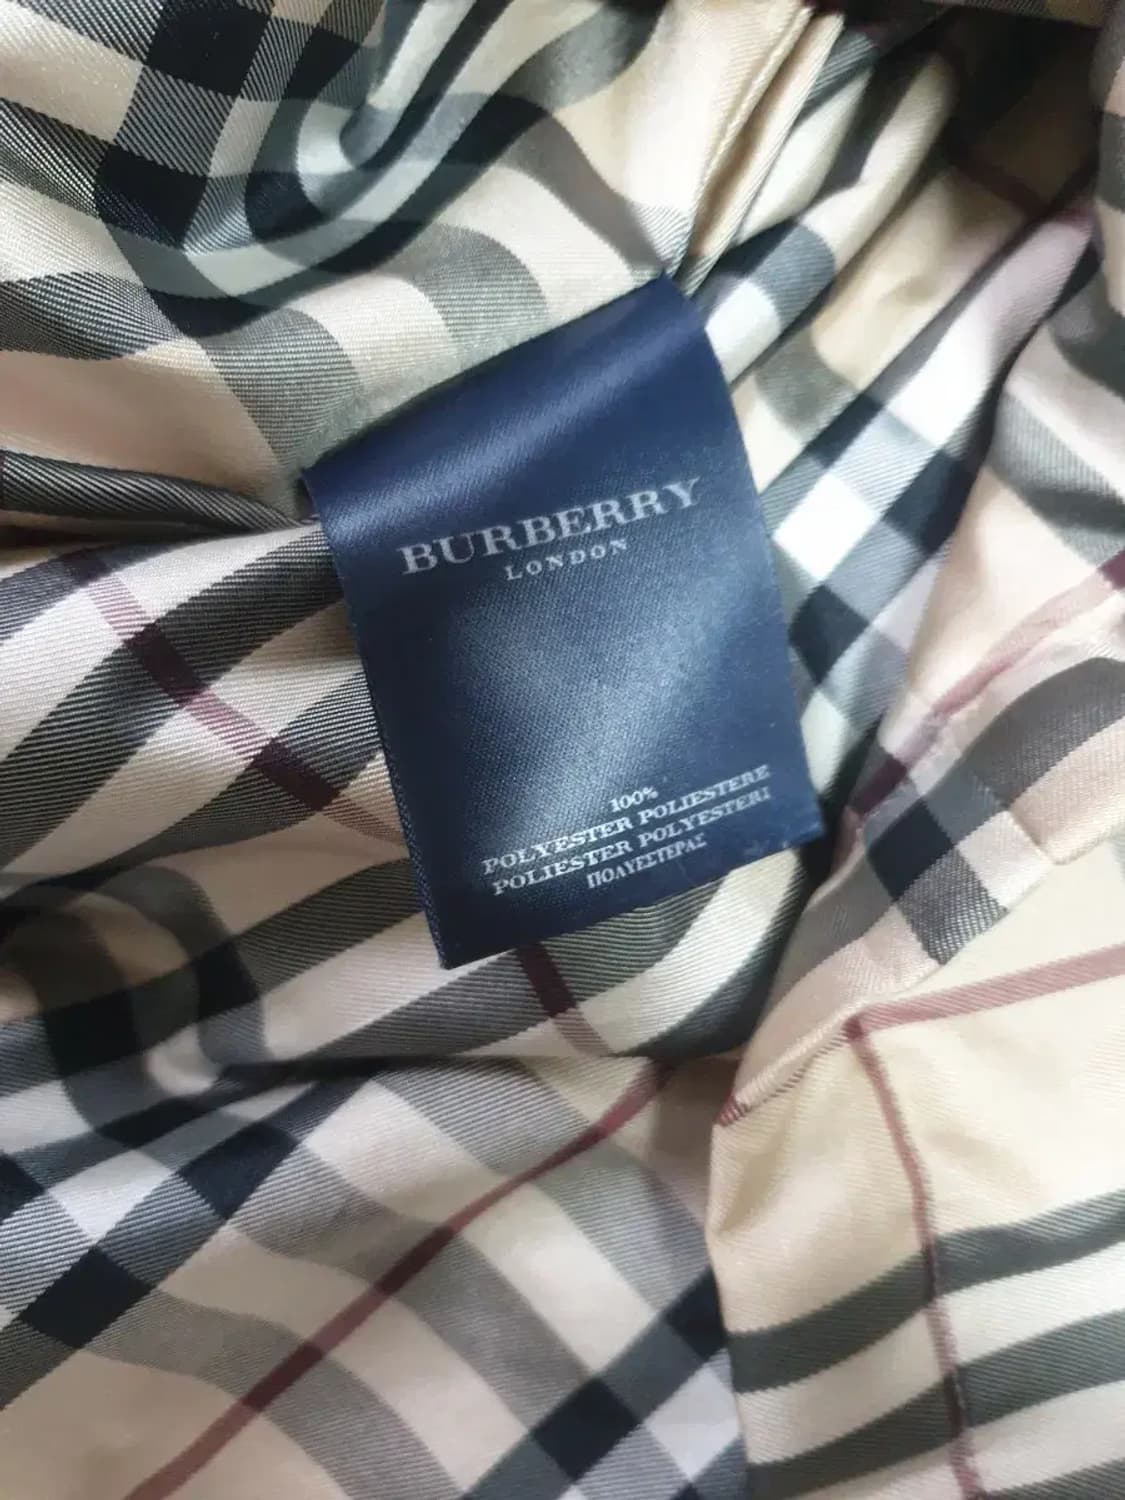 BURBERRY
LONDON
100%
POLYESTER POLIESTERE
POLIESTER POLYESTERI
ΠΟΛΥΕΣΤΕΡΑΣ